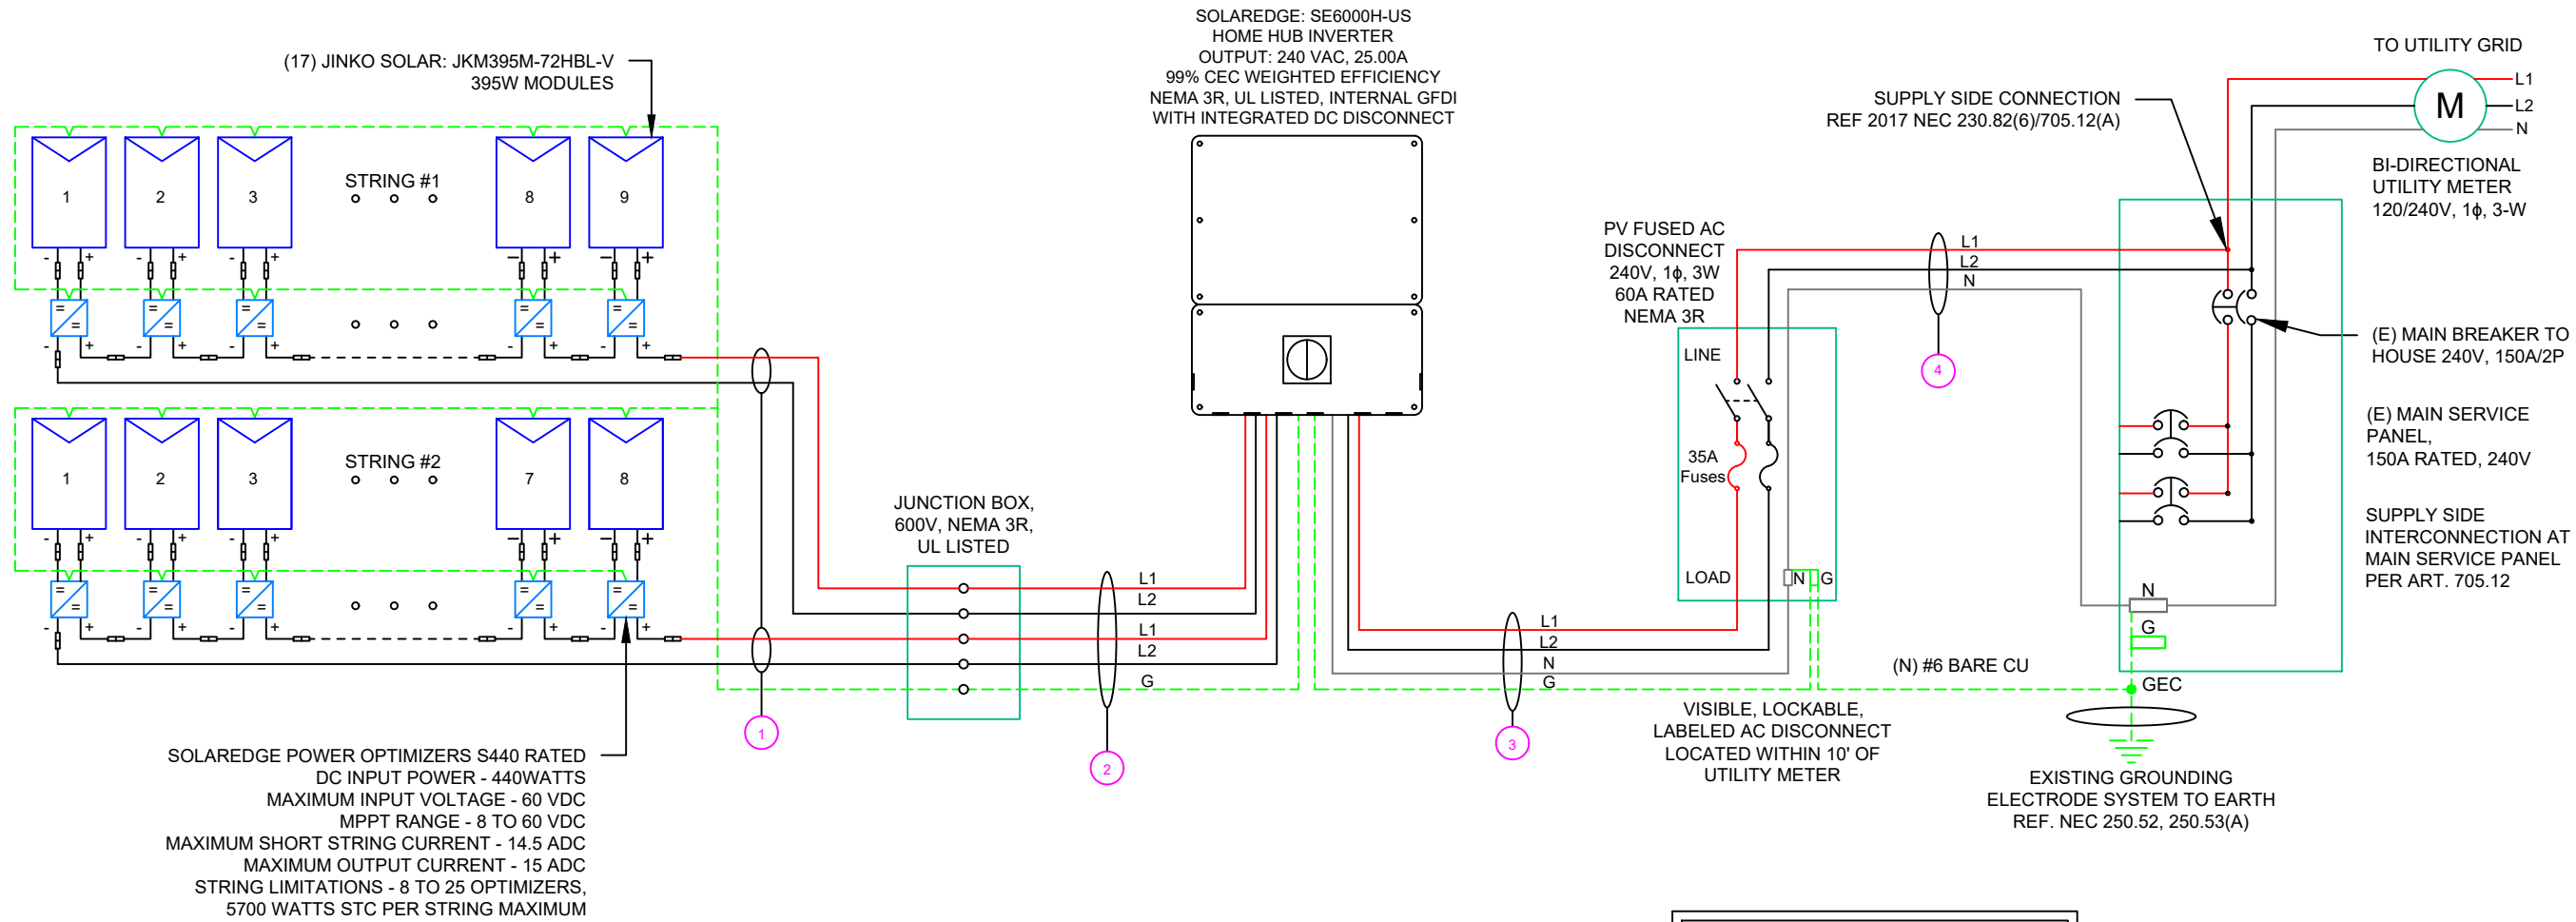 SOLAREDGE: SE6000H-US
HOME HUB INVERTER
OUTPUT: 240 VAC, 25.00A
99% CEC WEIGHTED EFFICIENCY
NEMA 3R, UL LISTED, INTERNAL GFDI
WITH INTEGRATED DC DISCONNECT
(17) JINKO SOLAR: JKM395M-72HBL-V
395W MODULES
TO UTILITY GRID
L1
L2
N
M
SUPPLY SIDE CONNECTION
REF 2017 NEC 230.82(6)/705.12(A)
BI-DIRECTIONAL
UTILITY METER
120/240V, 1ϕ, 3-W
1
2
3
STRING #1
8
9
- + - + - + - + - +
= = = = = = = = = =
- + - + - + - + - +
PV FUSED AC
DISCONNECT
240V, 1ϕ, 3W
60A RATED
NEMA 3R
L1
L2
N
4
(E) MAIN BREAKER TO
HOUSE 240V, 150A/2P
(E) MAIN SERVICE
PANEL,
150A RATED, 240V
SUPPLY SIDE
INTERCONNECTION AT
MAIN SERVICE PANEL
PER ART. 705.12
LINE
35A
Fuses
LOAD
N
G
1
2
3
STRING #2
7
8
- + - + - + - + - +
= = = = = = = = = =
- + - + - + - + - +
JUNCTION BOX,
600V, NEMA 3R,
UL LISTED
L1
L2
L1
L2
G
1
2
L1
L2
N
G
3
N
G
(N) #6 BARE CU
GEC
VISIBLE, LOCKABLE,
LABELED AC DISCONNECT
LOCATED WITHIN 10' OF
UTILITY METER
EXISTING GROUNDING
ELECTRODE SYSTEM TO EARTH
REF. NEC 250.52, 250.53(A)
SOLAREDGE POWER OPTIMIZERS S440 RATED
DC INPUT POWER - 440WATTS
MAXIMUM INPUT VOLTAGE - 60 VDC
MPPT RANGE - 8 TO 60 VDC
MAXIMUM SHORT STRING CURRENT - 14.5 ADC
MAXIMUM OUTPUT CURRENT - 15 ADC
STRING LIMITATIONS - 8 TO 25 OPTIMIZERS,
5700 WATTS STC PER STRING MAXIMUM